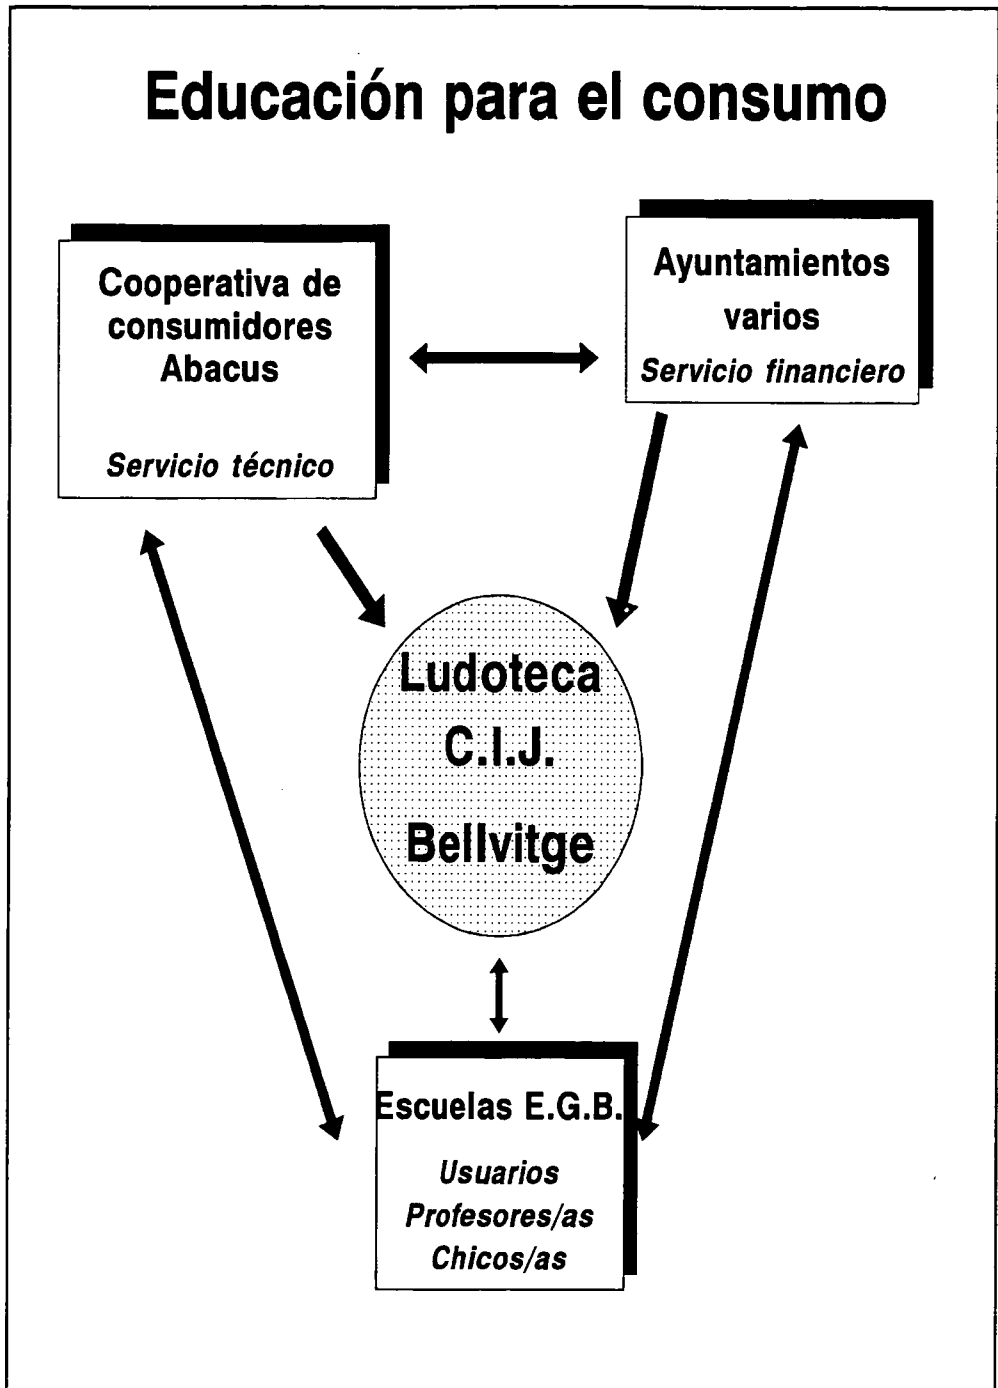 Educación para el consumo
Cooperativa de
consumidores
Abacus
Servicio técnico
Ayuntamientos
varios
Servicio financiero
Ludoteca
C.I.J.
Bellvitge
Escuelas E.G.B.
Usuarios
Profesores/as
Chicos/as